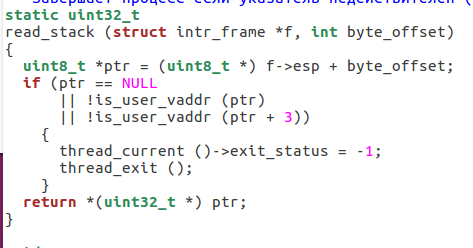 Завершает процесс если указатель недействителен (
static uint32_t
read_stack (struct intr_frame *f, int byte_offset)
{
  uint8_t *ptr = (uint8_t *) f->esp + byte_offset;
  if (ptr == NULL
      || !is_user_vaddr (ptr)
      || !is_user_vaddr (ptr + 3))
    {
      thread_current ()->exit_status = -1;
      thread_exit ();
    }
  return *(uint32_t *) ptr;
}